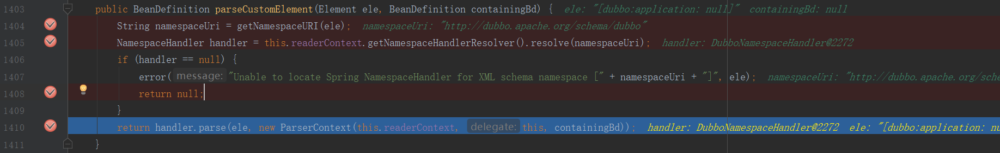 1403 public BeanDefinition parseCustomElement(Element ele, BeanDefinition containingBd) { ele: "[dubbo:application: null]" containingBd: null
1404 String namespaceUri = getNamespaceURI(ele); namespaceUri: "http://dubbo.apache.org/schema/dubbo"
1405 NamespaceHandler handler = this.readerContext.getNamespaceHandlerResolver().resolve(namespaceUri); handler: DubboNamespaceHandler@2272
1406 if (handler == null) {
1407 error( message: "Unable to locate Spring NamespaceHandler for XML schema namespace [" + namespaceUri + "]", ele); namespaceUri: "http://dubbo.apache.org/sche
1408 return null;
1409 }
1410 return handler.parse(ele, new ParserContext(this.readerContext, delegate: this, containingBd)); handler: DubboNamespaceHandler@2272 ele: "[dubbo:application: nu
1411 }